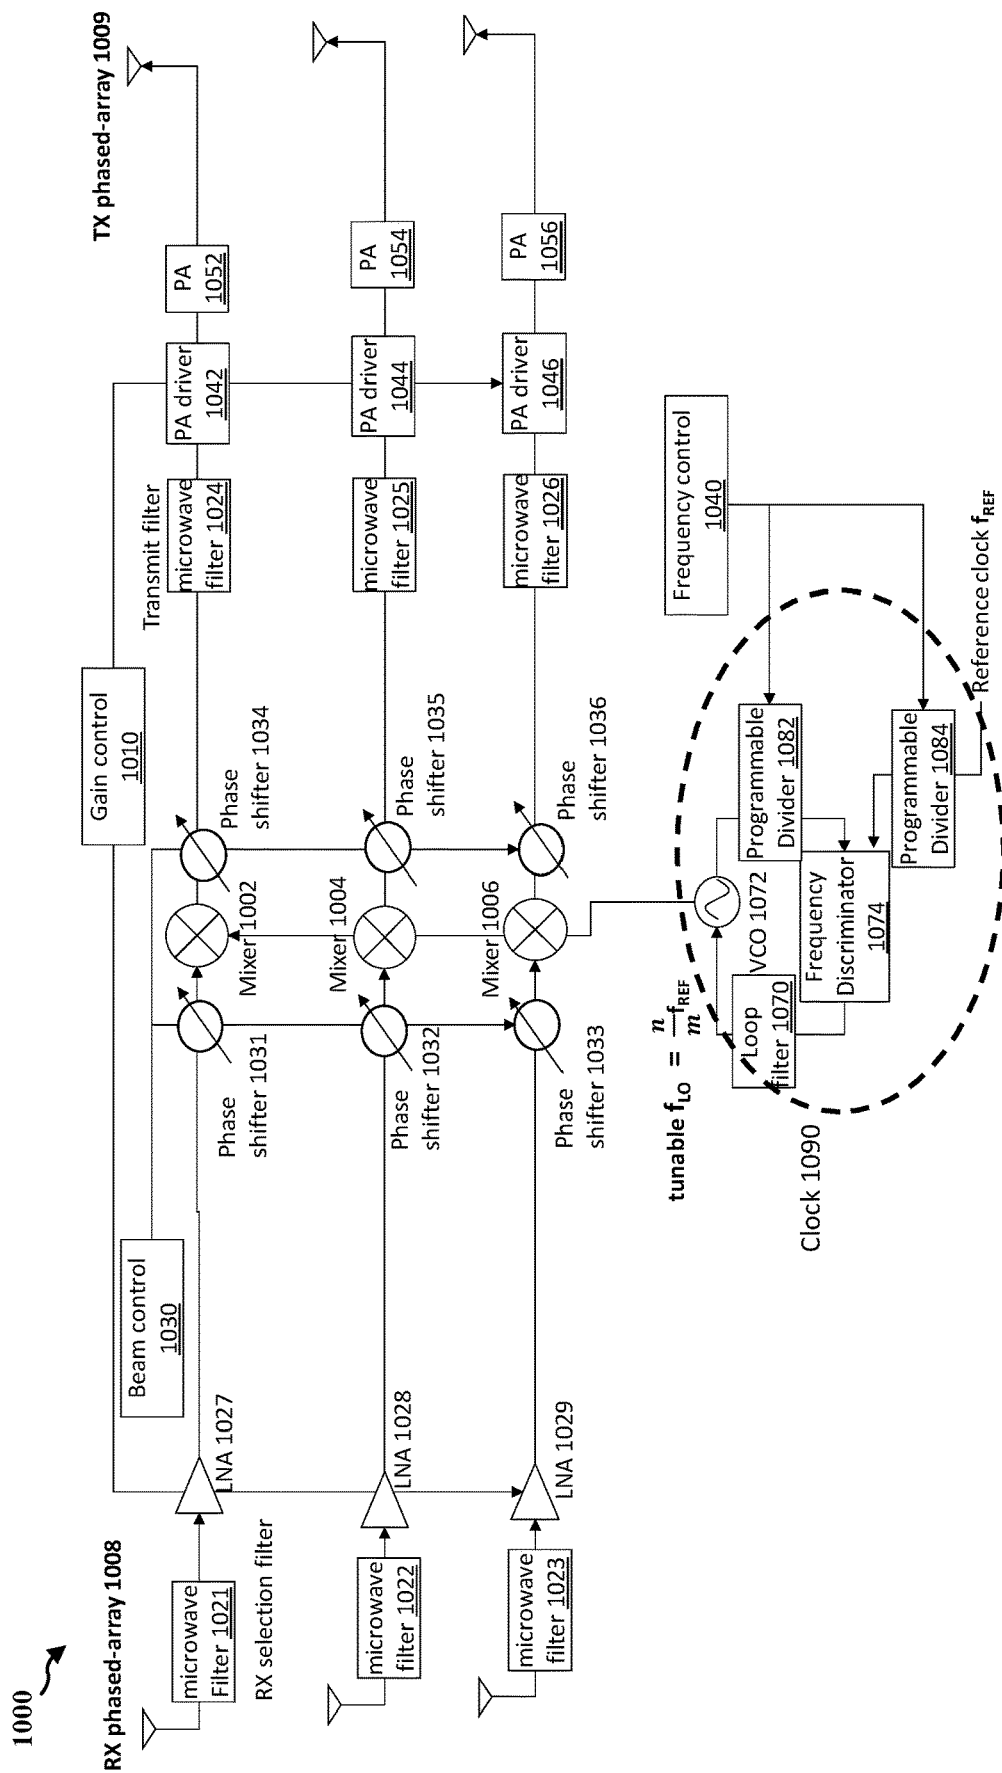 1000
RX phased-array 1008
TX phased-array 1009
Gain control
1010
Beam control
1030
microwave
Filter 1021
RX selection filter
LNA 1027
Phase
shifter 1031
Mixer 1002
Phase
shifter 1034
Transmit filter
microwave
filter 1024
PA driver
1042
PA
1052
microwave
filter 1022
LNA 1028
Phase
shifter 1032
Mixer 1004
Phase
shifter 1035
microwave
filter 1025
PA driver
1044
PA
1054
microwave
filter 1023
LNA 1029
Phase
shifter 1033
Mixer 1006
Phase
shifter 1036
microwave
filter 1026
PA driver
1046
PA
1056
tunable fLO = n/m fREF
Frequency control
1040
Loop
filter 1070
VCO 1072
Programmable
Divider 1082
Frequency
Discriminator
1074
Programmable
Divider 1084
Reference clock fREF
Clock 1090